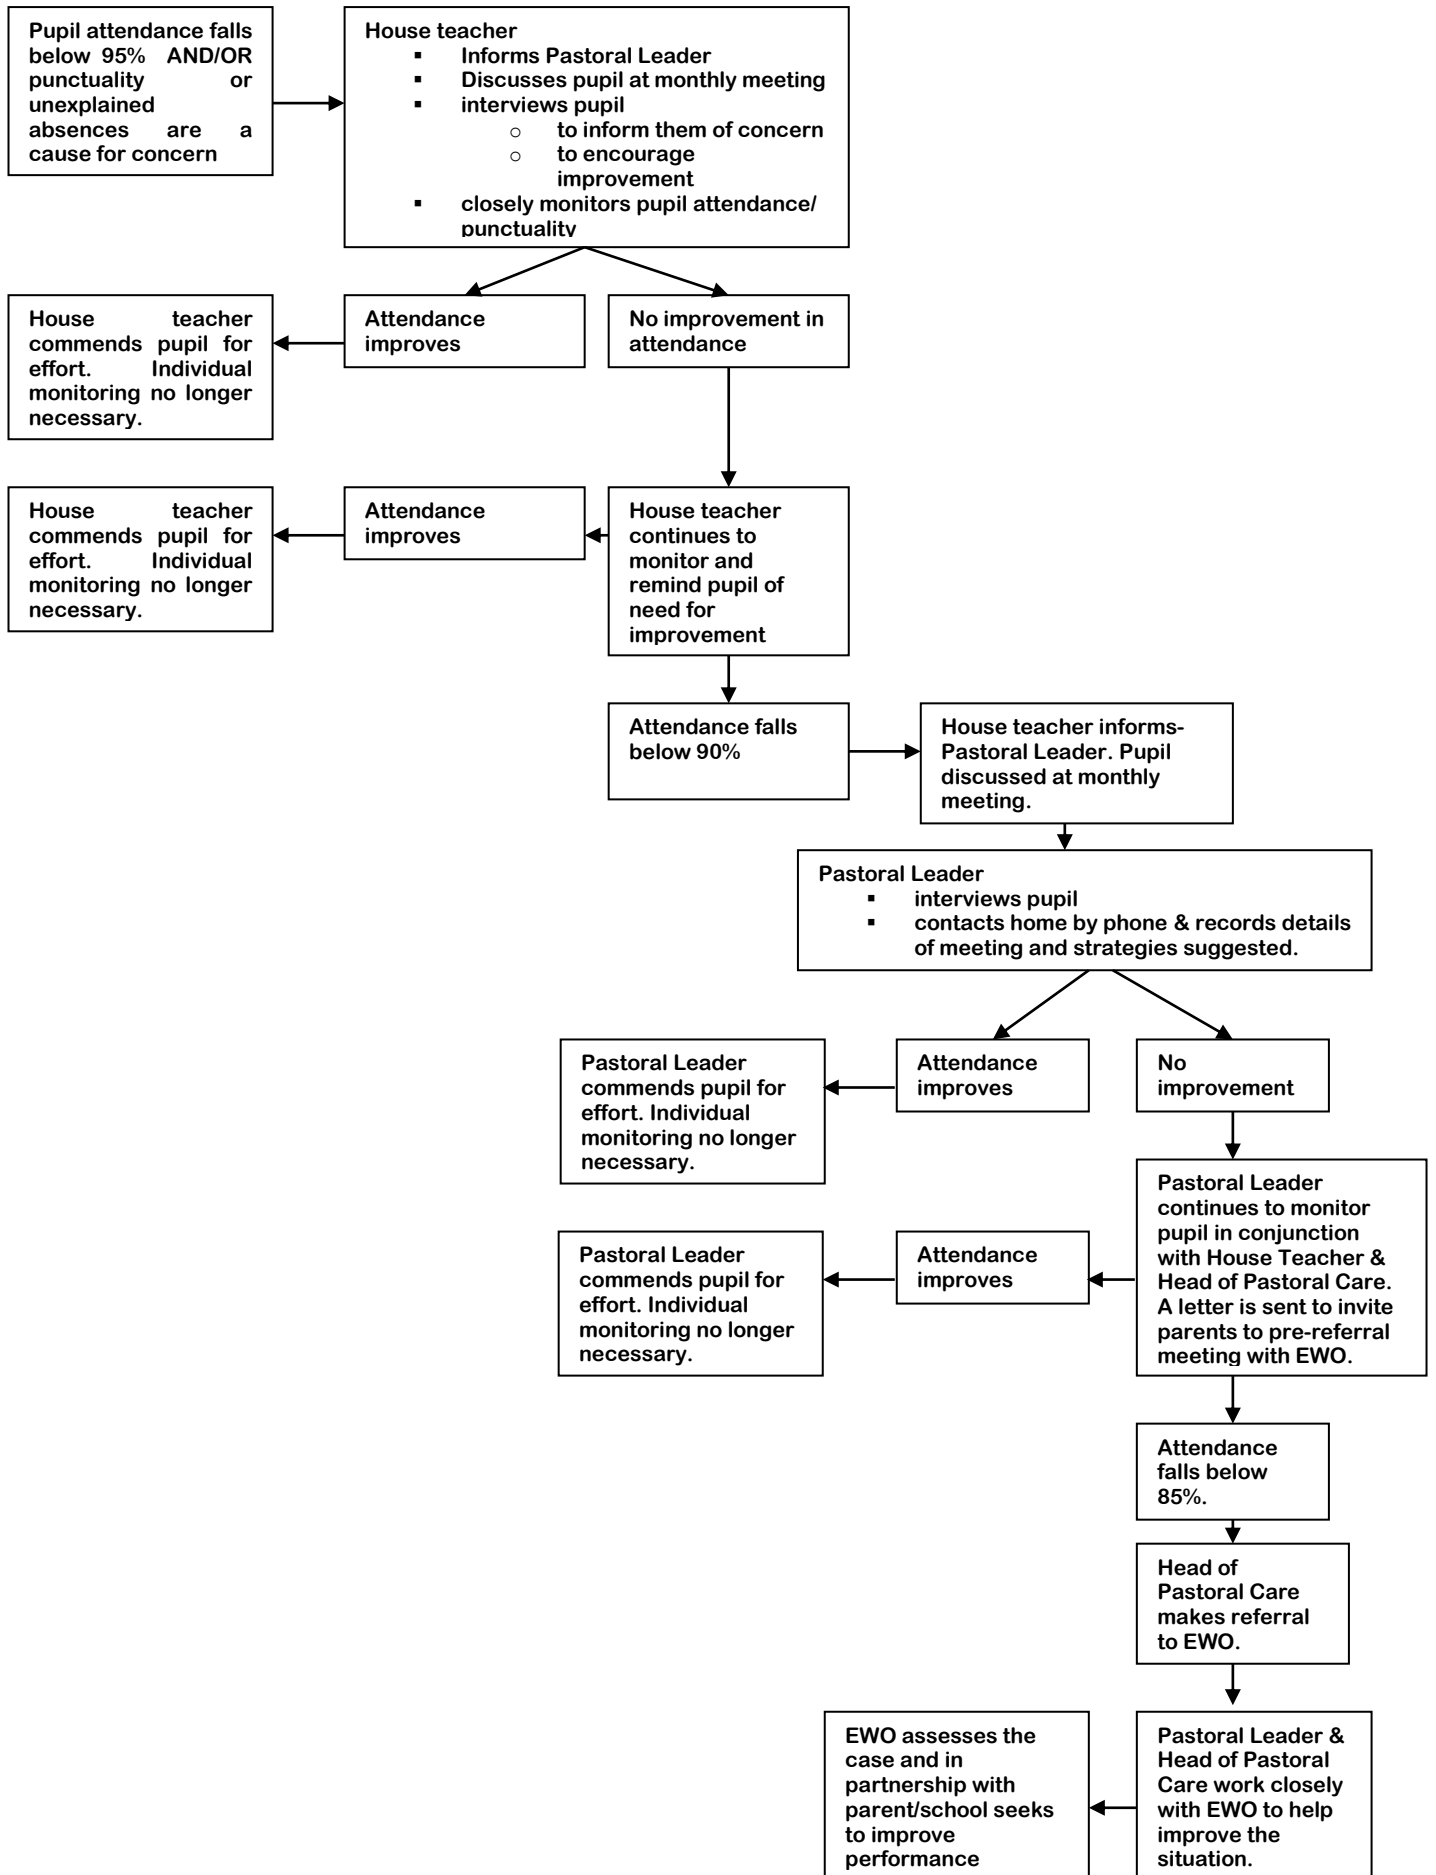 Pupil attendance falls
below 95% AND/OR
punctuality or
unexplained
absences are a
cause for concern
House teacher
▪ Informs Pastoral Leader
▪ Discusses pupil at monthly meeting
▪ interviews pupil
o to inform them of concern
o to encourage
improvement
▪ closely monitors pupil attendance/
punctuality
House teacher
commends pupil for
effort. Individual
monitoring no longer
necessary.
Attendance
improves
No improvement in
attendance
House teacher
commends pupil for
effort. Individual
monitoring no longer
necessary.
Attendance
improves
House teacher
continues to
monitor and
remind pupil of
need for
improvement
Attendance falls
below 90%
House teacher informs-
Pastoral Leader. Pupil
discussed at monthly
meeting.
Pastoral Leader
▪ interviews pupil
▪ contacts home by phone & records details
of meeting and strategies suggested.
Pastoral Leader
commends pupil for
effort. Individual
monitoring no longer
necessary.
Attendance
improves
No
improvement
Pastoral Leader
commends pupil for
effort. Individual
monitoring no longer
necessary.
Attendance
improves
Pastoral Leader
continues to monitor
pupil in conjunction
with House Teacher &
Head of Pastoral Care.
A letter is sent to invite
parents to pre-referral
meeting with EWO.
Attendance
falls below
85%.
Head of
Pastoral Care
makes referral
to EWO.
EWO assesses the
case and in
partnership with
parent/school seeks
to improve
performance
Pastoral Leader &
Head of Pastoral
Care work closely
with EWO to help
improve the
situation.